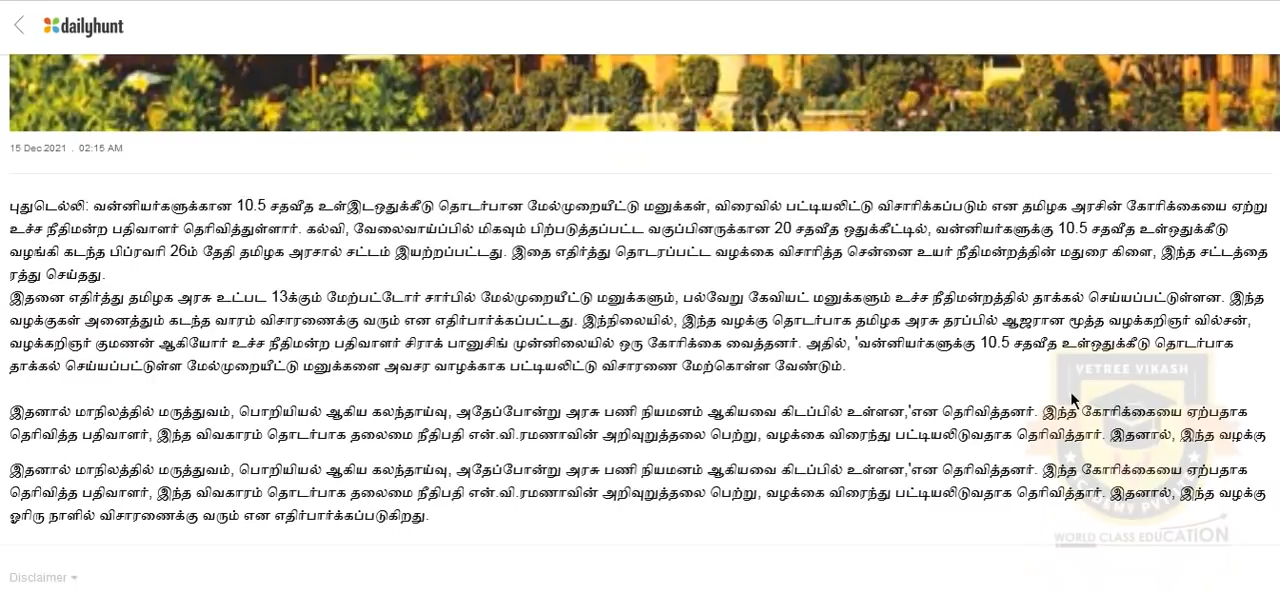 dailyhunt
15 Dec 2021 . 02:15 AM
புதுடெல்லி: வன்னியர்களுக்கான 10.5 சதவீத உள்இடஒதுக்கீடு தொடர்பான மேல்முறையீட்டு மனுக்கள், விரைவில் பட்டியலிட்டு விசாரிக்கப்படும் என தமிழக அரசின் கோரிக்கையை ஏற்று
உச்ச நீதிமன்ற பதிவாளர் தெரிவித்துள்ளார். கல்வி, வேலைவாய்ப்பில் மிகவும் பிற்படுத்தப்பட்ட வகுப்பினருக்கான 20 சதவீத ஒதுக்கீட்டில், வன்னியர்களுக்கு 10.5 சதவீத உள்ஒதுக்கீடு
வழங்கி கடந்த பிப்ரவரி 26ம் தேதி தமிழக அரசால் சட்டம் இயற்றப்பட்டது. இதை எதிர்த்து தொடரப்பட்ட வழக்கை விசாரித்த சென்னை உயர் நீதிமன்றத்தின் மதுரை கிளை, இந்த சட்டத்தை
ரத்து செய்தது.
இதனை எதிர்த்து தமிழக அரசு உட்பட 13க்கும் மேற்பட்டோர் சார்பில் மேல்முறையீட்டு மனுக்களும், பல்வேறு கேவியட் மனுக்களும் உச்ச நீதிமன்றத்தில் தாக்கல் செய்யப்பட்டுள்ளன. இந்த
வழக்குகள் அனைத்தும் கடந்த வாரம் விசாரணைக்கு வரும் என எதிர்பார்க்கப்பட்டது. இந்நிலையில், இந்த வழக்கு தொடர்பாக தமிழக அரசு தரப்பில் ஆஜரான மூத்த வழக்கறிஞர் வில்சன்,
வழக்கறிஞர் குமணன் ஆகியோர் உச்ச நீதிமன்ற பதிவாளர் சிராக் பானுசிங் முன்னிலையில் ஒரு கோரிக்கை வைத்தனர். அதில், 'வன்னியர்களுக்கு 10.5 சதவீத உள்ஒதுக்கீடு தொடர்பாக
தாக்கல் செய்யப்பட்டுள்ள மேல்முறையீட்டு மனுக்களை அவசர வாழக்காக பட்டியலிட்டு விசாரணை மேற்கொள்ள வேண்டும்.
இதனால் மாநிலத்தில் மருத்துவம், பொறியியல் ஆகிய கலந்தாய்வு, அதேப்போன்று அரசு பணி நியமனம் ஆகியவை கிடப்பில் உள்ளன,'என தெரிவித்தனர். இந்த கோரிக்கையை ஏற்பதாக
தெரிவித்த பதிவாளர், இந்த விவகாரம் தொடர்பாக தலைமை நீதிபதி என்.வி.ரமணாவின் அறிவுறுத்தலை பெற்று, வழக்கை விரைந்து பட்டியலிடுவதாக தெரிவித்தார். இதனால், இந்த வழக்கு
இதனால் மாநிலத்தில் மருத்துவம், பொறியியல் ஆகிய கலந்தாய்வு, அதேப்போன்று அரசு பணி நியமனம் ஆகியவை கிடப்பில் உள்ளன,'என தெரிவித்தனர். இந்த கோரிக்கையை ஏற்பதாக
தெரிவித்த பதிவாளர், இந்த விவகாரம் தொடர்பாக தலைமை நீதிபதி என்.வி.ரமணாவின் அறிவுறுத்தலை பெற்று, வழக்கை விரைந்து பட்டியலிடுவதாக தெரிவித்தார். இதனால், இந்த வழக்கு
ஓரிரு நாளில் விசாரணைக்கு வரும் என எதிர்பார்க்கப்படுகிறது.
VETREE VIKASH
ACADEMY PVT LTD
WORLD CLASS EDUCATION
Disclaimer